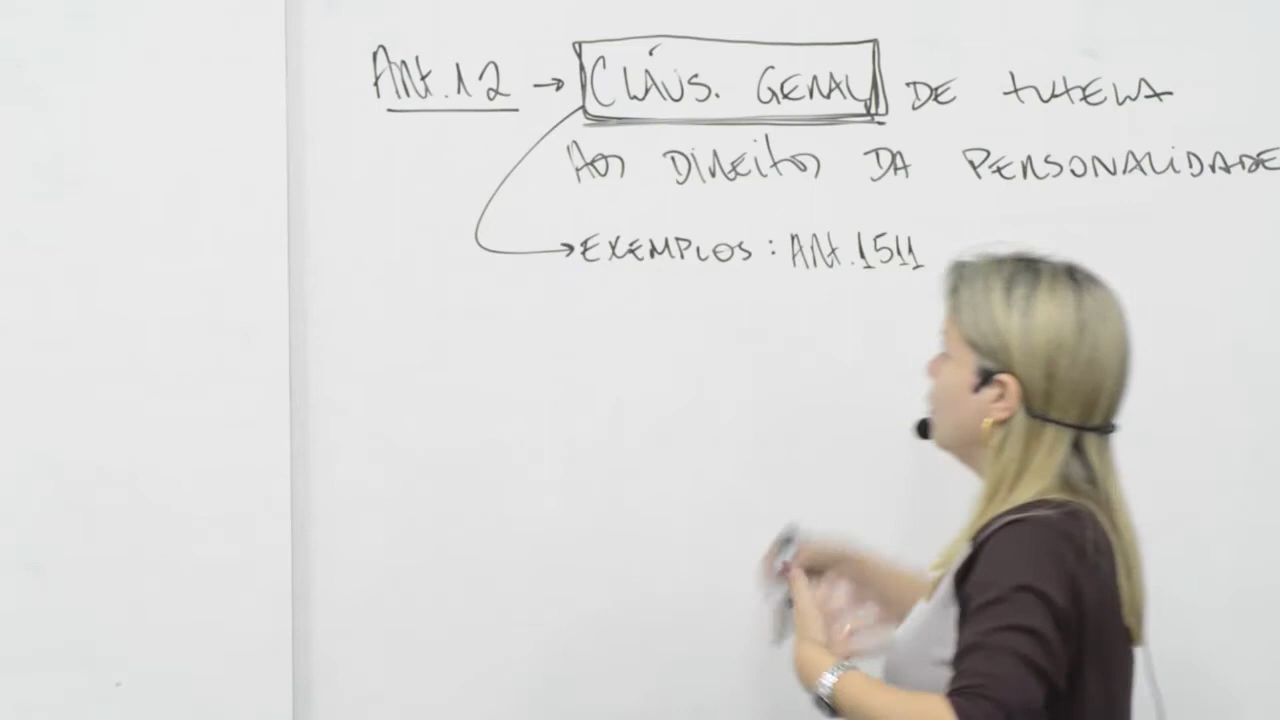 Art. 12 → CLÁUS. GERAL DE TUTELA
AOS DIREITOS DA PERSONALIDADE
→ EXEMPLOS: Art. 1511